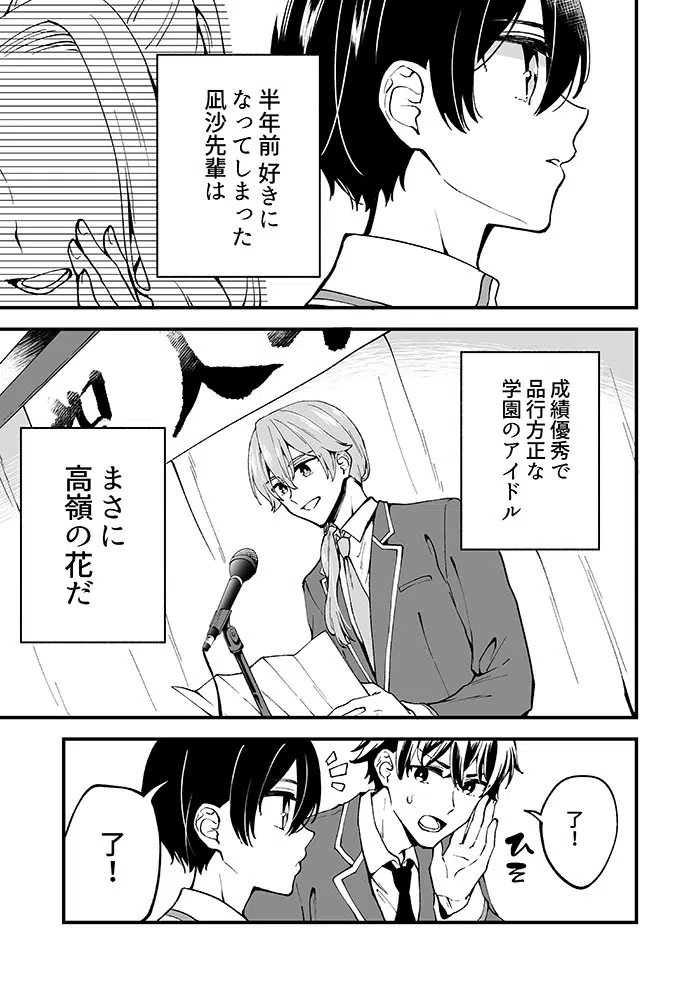 半年前 好きに
なってしまった
凪沙先輩は
成績優秀で
品行方正な
学園のアイドル
まさに
高嶺の花だ
了！
ひそ
了！